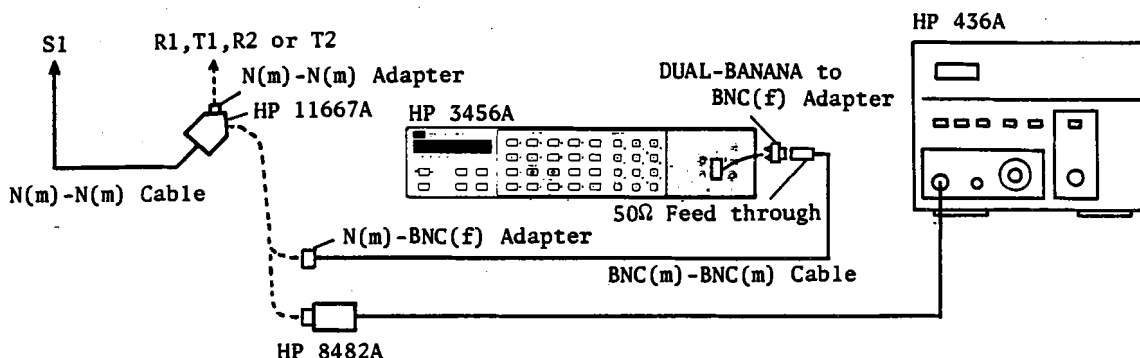 HP 436A
S1
R1,T1,R2 or T2
N(m)-N(m) Adapter
HP 11667A
DUAL-BANANA to
BNC(f) Adapter
HP 3456A
N(m)-N(m) Cable
50Ω Feed through
N(m)-BNC(f) Adapter
BNC(m)-BNC(m) Cable
HP 8482A